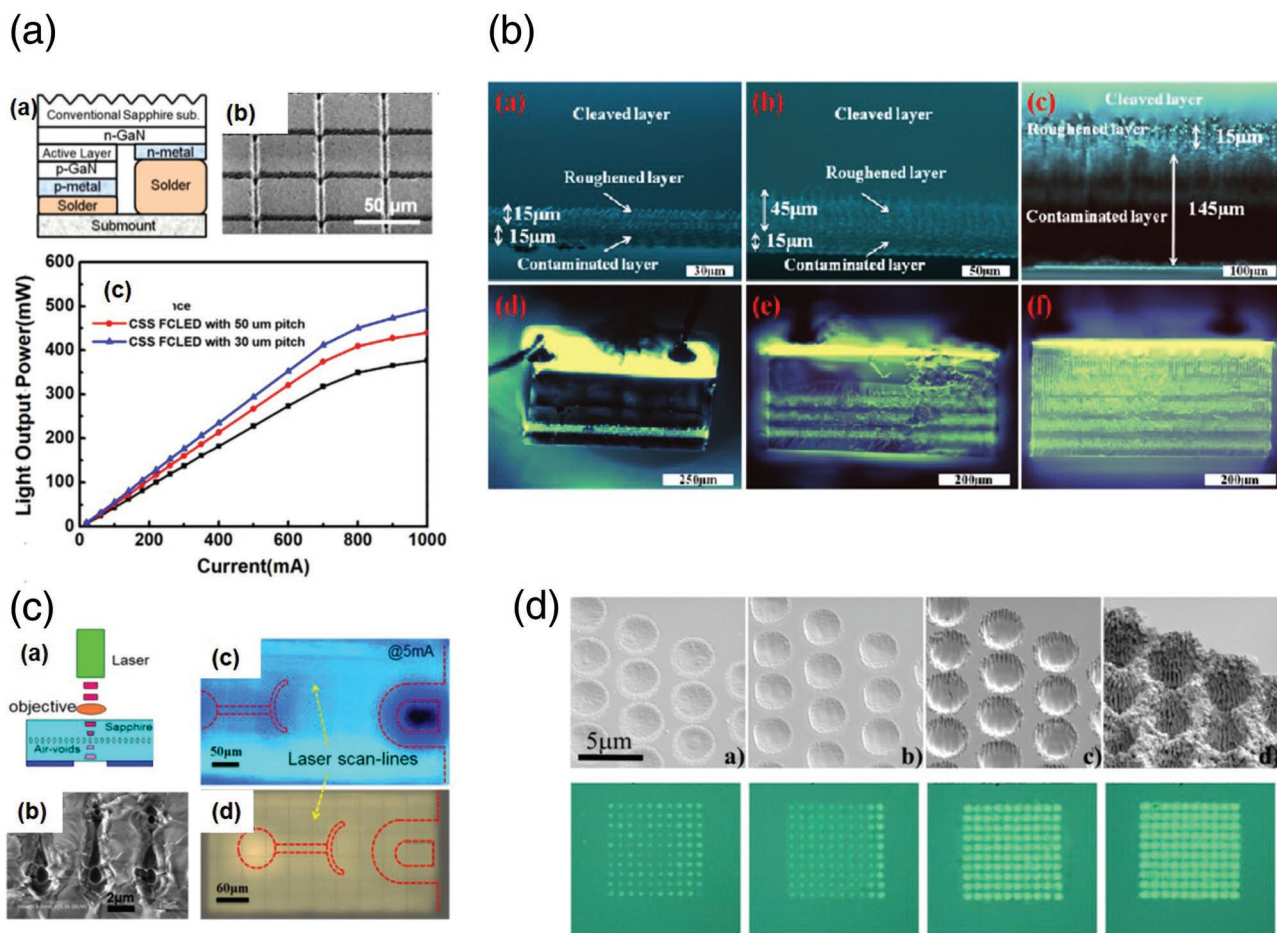 (a)
(a)
Conventional Sapphire sub.
n-GaN
Active Layer
n-metal
p-GaN
p-metal
Solder
Solder
Submount
(b)
50 µm
(c)
nce
CSS FCLED with 50 um pitch
CSS FCLED with 30 um pitch
Light Output Power(mW)
600
500
400
300
200
100
0
0 200 400 600 800 1000
Current(mA)
(b)
(a)
Cleaved layer
Roughened layer
15µm
15µm
Contaminated layer
30µm
(b)
Cleaved layer
Roughened layer
45µm
15µm
Contaminated layer
50µm
(c)
Cleaved layer
Roughened layer
15µm
145µm
Contaminated layer
100µm
(d)
250µm
(e)
200µm
(f)
200µm
(c)
(a)
Laser
objective
Sapphire
Air-voids
(b)
2µm
(c)
@5mA
50µm
Laser scan-lines
(d)
60µm
(d)
5µm
a)
b)
c)
d)